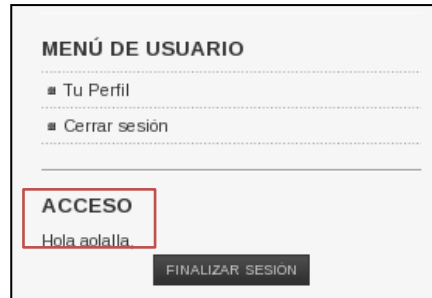 MENÚ DE USUARIO
Tu Perfil
Cerrar sesión
ACCESO
Hola aolalla,
FINALIZAR SESIÓN